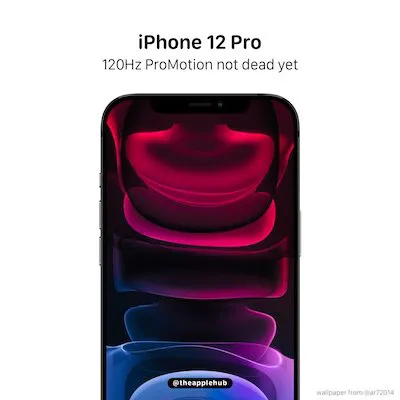 iPhone 12 Pro
120Hz ProMotion not dead yet
@theapplehub
wallpaper from @ar72014